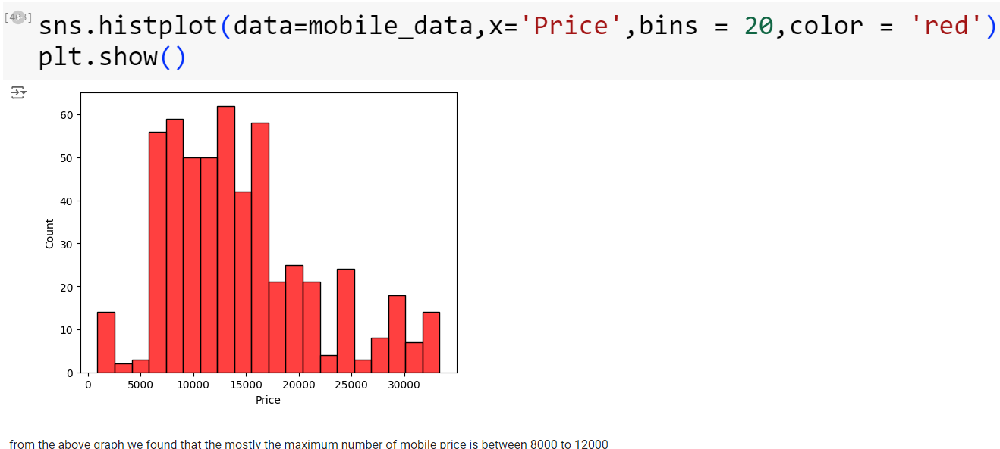 [403]
sns.histplot(data=mobile_data,x='Price',bins = 20,color = 'red')
plt.show()
60
50
40
30
20
10
0
Count
0 5000 10000 15000 20000 25000 30000
Price
from the above graph we found that the mostly the maximum number of mobile price is between 8000 to 12000